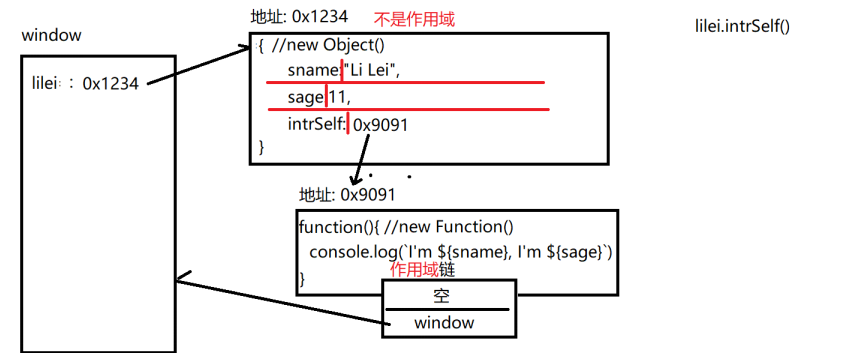 window
lilei: 0x1234
地址: 0x1234 不是作用域
{ //new Object()
sname:"Li Lei",
sage:11,
intrSelf: 0x9091
}
地址: 0x9091
function(){ //new Function()
console.log(`I'm ${sname}, I'm ${sage}`)
}
作用域链
空
window
lilei.intrSelf()